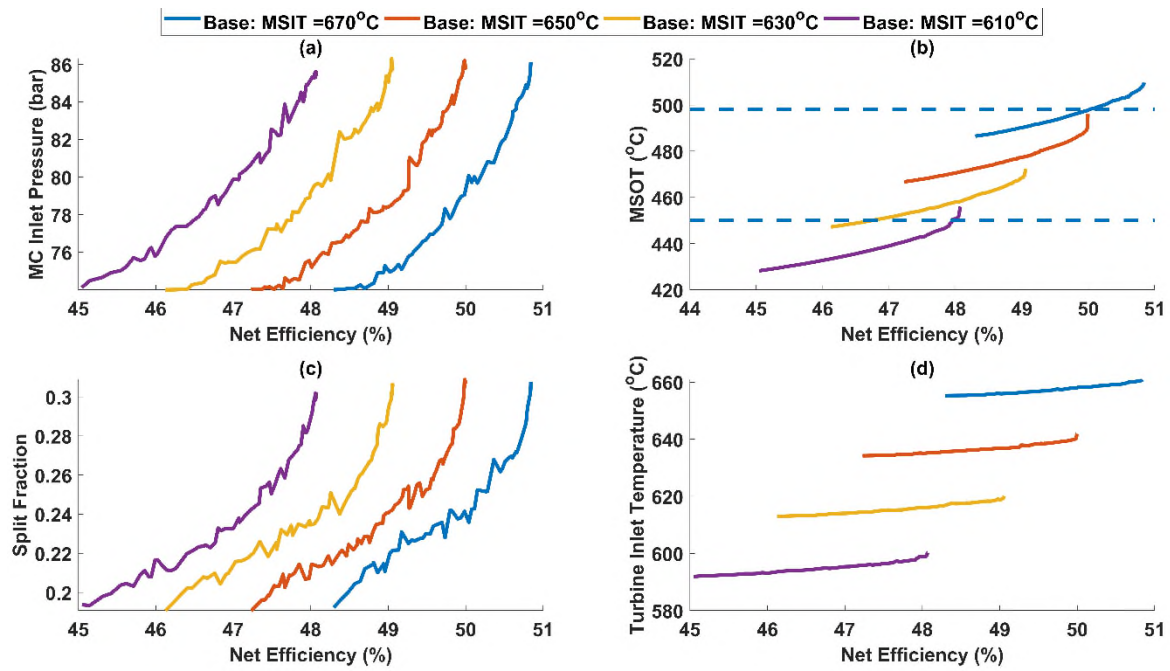 Base: MSIT =670°C Base: MSIT =650°C Base: MSIT =630°C Base: MSIT =610°C
(a)
MC Inlet Pressure (bar)
86
84
82
80
78
76
45 46 47 48 49 50 51
Net Efficiency (%)
(b)
MSOT (°C)
520
500
480
460
440
420
44 45 46 47 48 49 50 51
Net Efficiency (%)
(c)
Split Fraction
0.3
0.28
0.26
0.24
0.22
0.2
45 46 47 48 49 50 51
Net Efficiency (%)
(d)
Turbine Inlet Temperature (°C)
660
640
620
600
580
45 46 47 48 49 50 51
Net Efficiency (%)